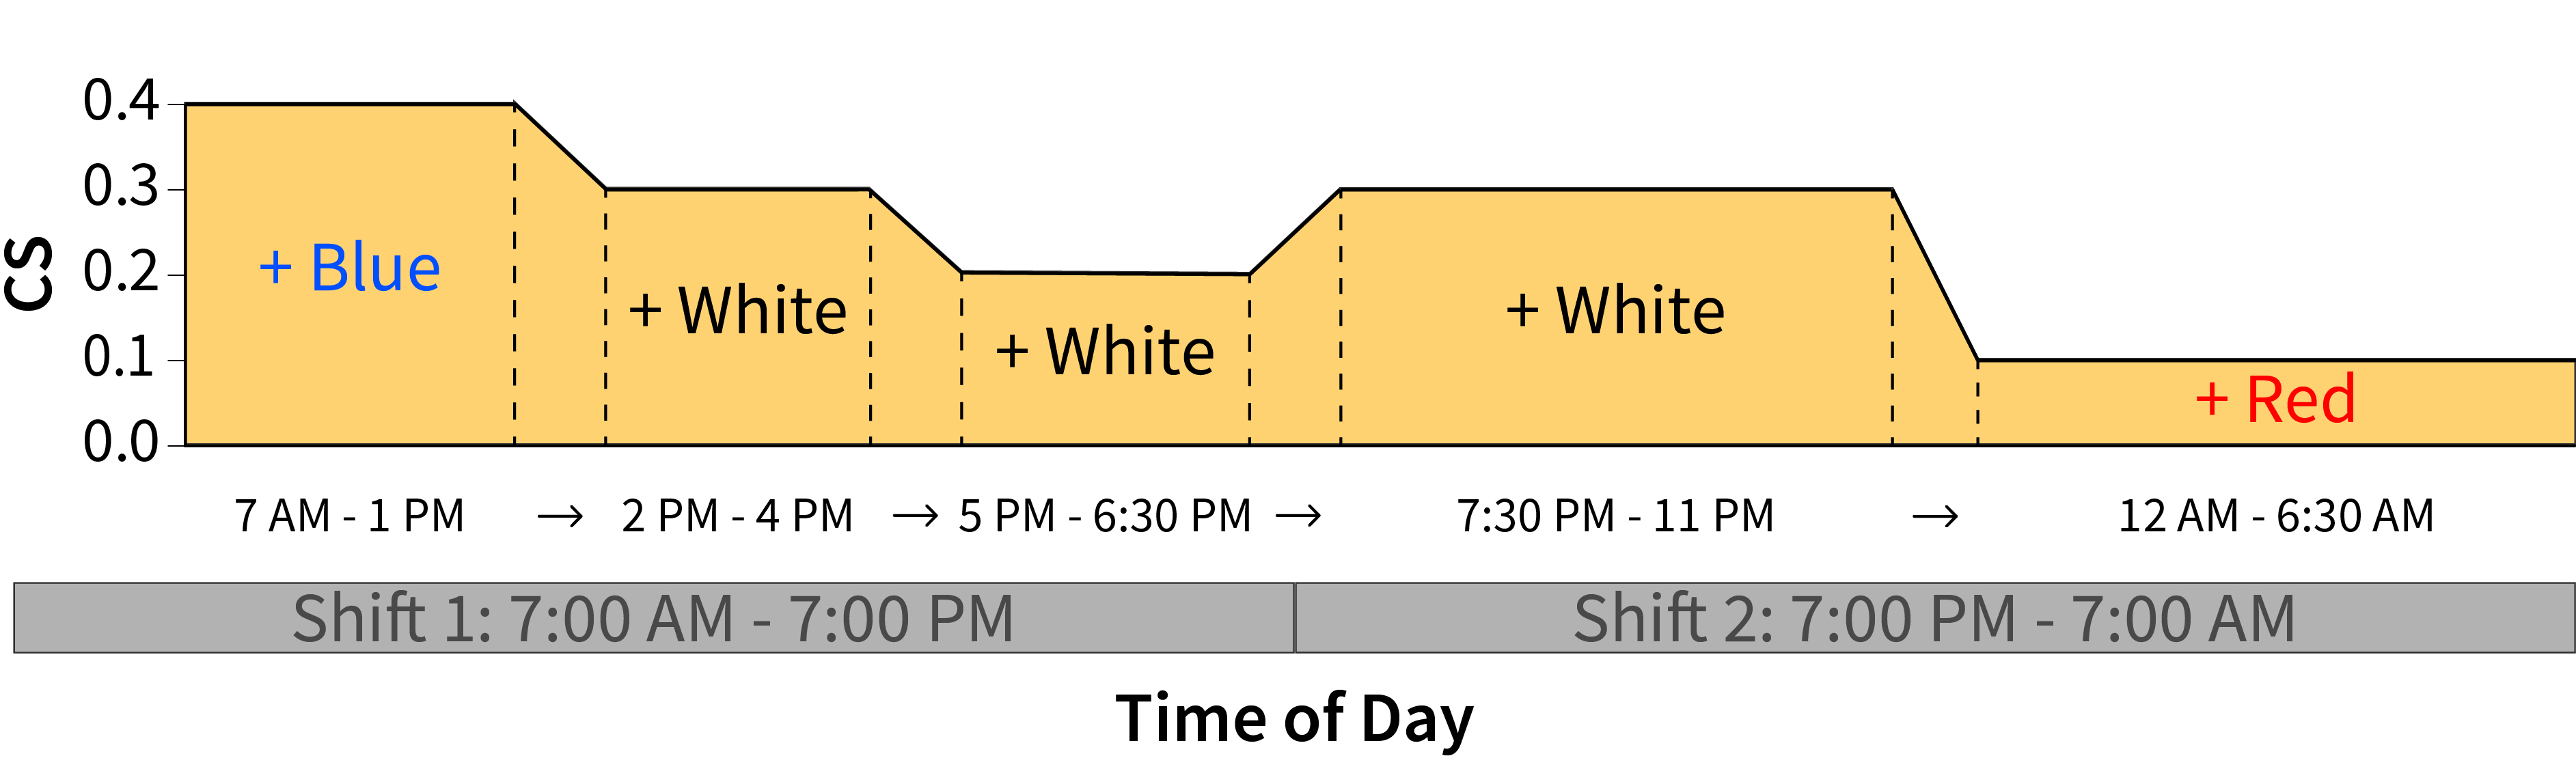 0.4
0.3
0.2
0.1
0.0
CS
+ Blue
+ White
+ White
+ White
+ Red
7 AM - 1 PM → 2 PM - 4 PM → 5 PM - 6:30 PM → 7:30 PM - 11 PM → 12 AM - 6:30 AM
Shift 1: 7:00 AM - 7:00 PM
Shift 2: 7:00 PM - 7:00 AM
Time of Day